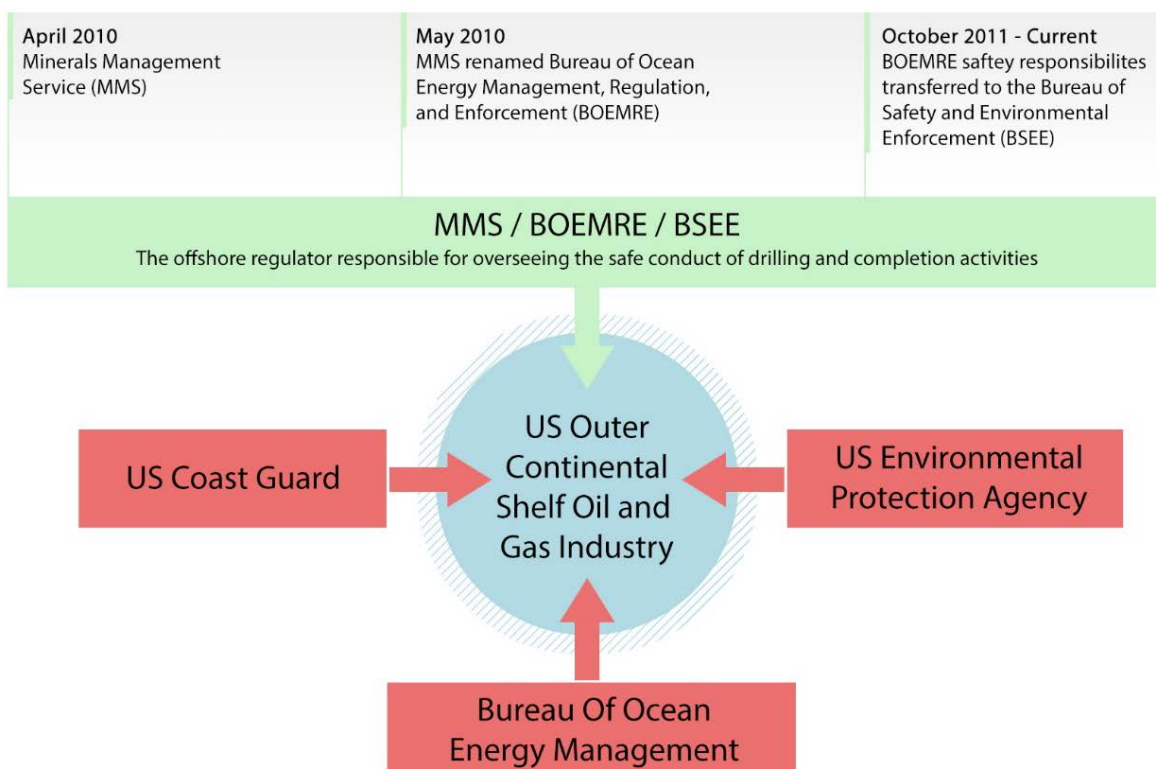 April 2010
Minerals Management
Service (MMS)
May 2010
MMS renamed Bureau of Ocean
Energy Management, Regulation,
and Enforcement (BOEMRE)
October 2011 - Current
BOEMRE saftey responsibilites
transferred to the Bureau of
Safety and Environmental
Enforcement (BSEE)
MMS / BOEMRE / BSEE
The offshore regulator responsible for overseeing the safe conduct of drilling and completion activities
US Outer
Continental
Shelf Oil and
Gas Industry
US Coast Guard
US Environmental
Protection Agency
Bureau Of Ocean
Energy Management